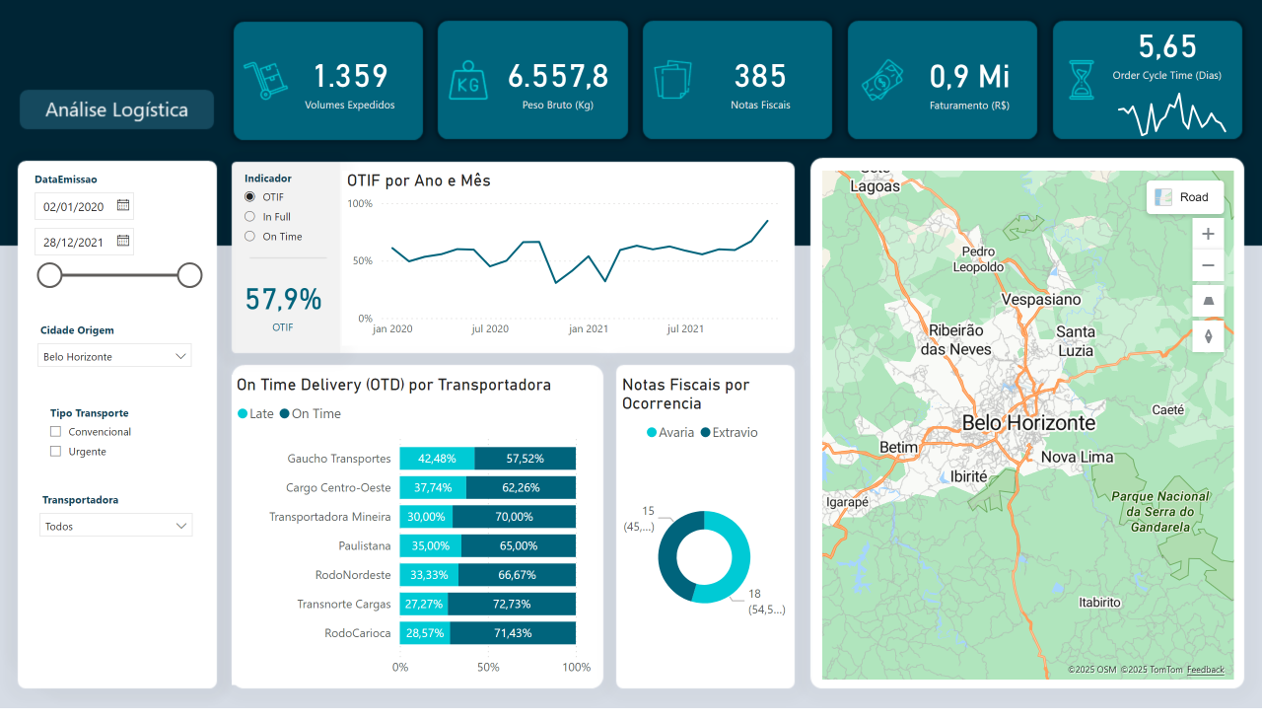 Análise Logística
1.359
Volumes Expedidos
KG
6.557,8
Peso Bruto (Kg)
385
Notas Fiscais
0,9 Mi
Faturamento (R$)
5,65
Order Cycle Time (Dias)
DataEmissao
02/01/2020
28/12/2021
Cidade Origem
Belo Horizonte
Tipo Transporte
Convencional
Urgente
Transportadora
Todos
Indicador
OTIF
In Full
On Time
57,9%
OTIF
OTIF por Ano e Mês
100%
50%
0%
jan 2020
jul 2020
jan 2021
jul 2021
On Time Delivery (OTD) por Transportadora
Late
On Time
Gaucho Transportes 42,48% 57,52%
Cargo Centro-Oeste 37,74% 62,26%
Transportadora Mineira 30,00% 70,00%
Paulistana 35,00% 65,00%
RodoNordeste 33,33% 66,67%
Transnorte Cargas 27,27% 72,73%
RodoCarioca 28,57% 71,43%
0%
50%
100%
Notas Fiscais por
Ocorrencia
Avaria
Extravio
15
(45,...)
18
(54,5...)
Lagoas
Road
Pedro
Leopoldo
Vespasiano
Ribeirão
das Neves
Santa
Luzia
Caeté
Belo Horizonte
Betim
Nova Lima
Ibirité
Igarapé
Parque Nacional
da Serra do
Gandarela
Itabirito
©2025 OSM ©2025 TomTom Feedback